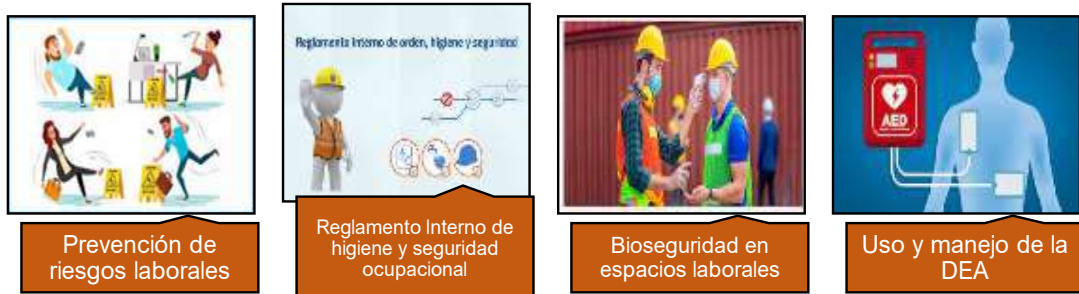 Reglamento Interno de orden, higiene y seguridad
AED
Prevención de
riesgos laborales
Reglamento Interno de
higiene y seguridad
ocupacional
Bioseguridad en
espacios laborales
Uso y manejo de la
DEA